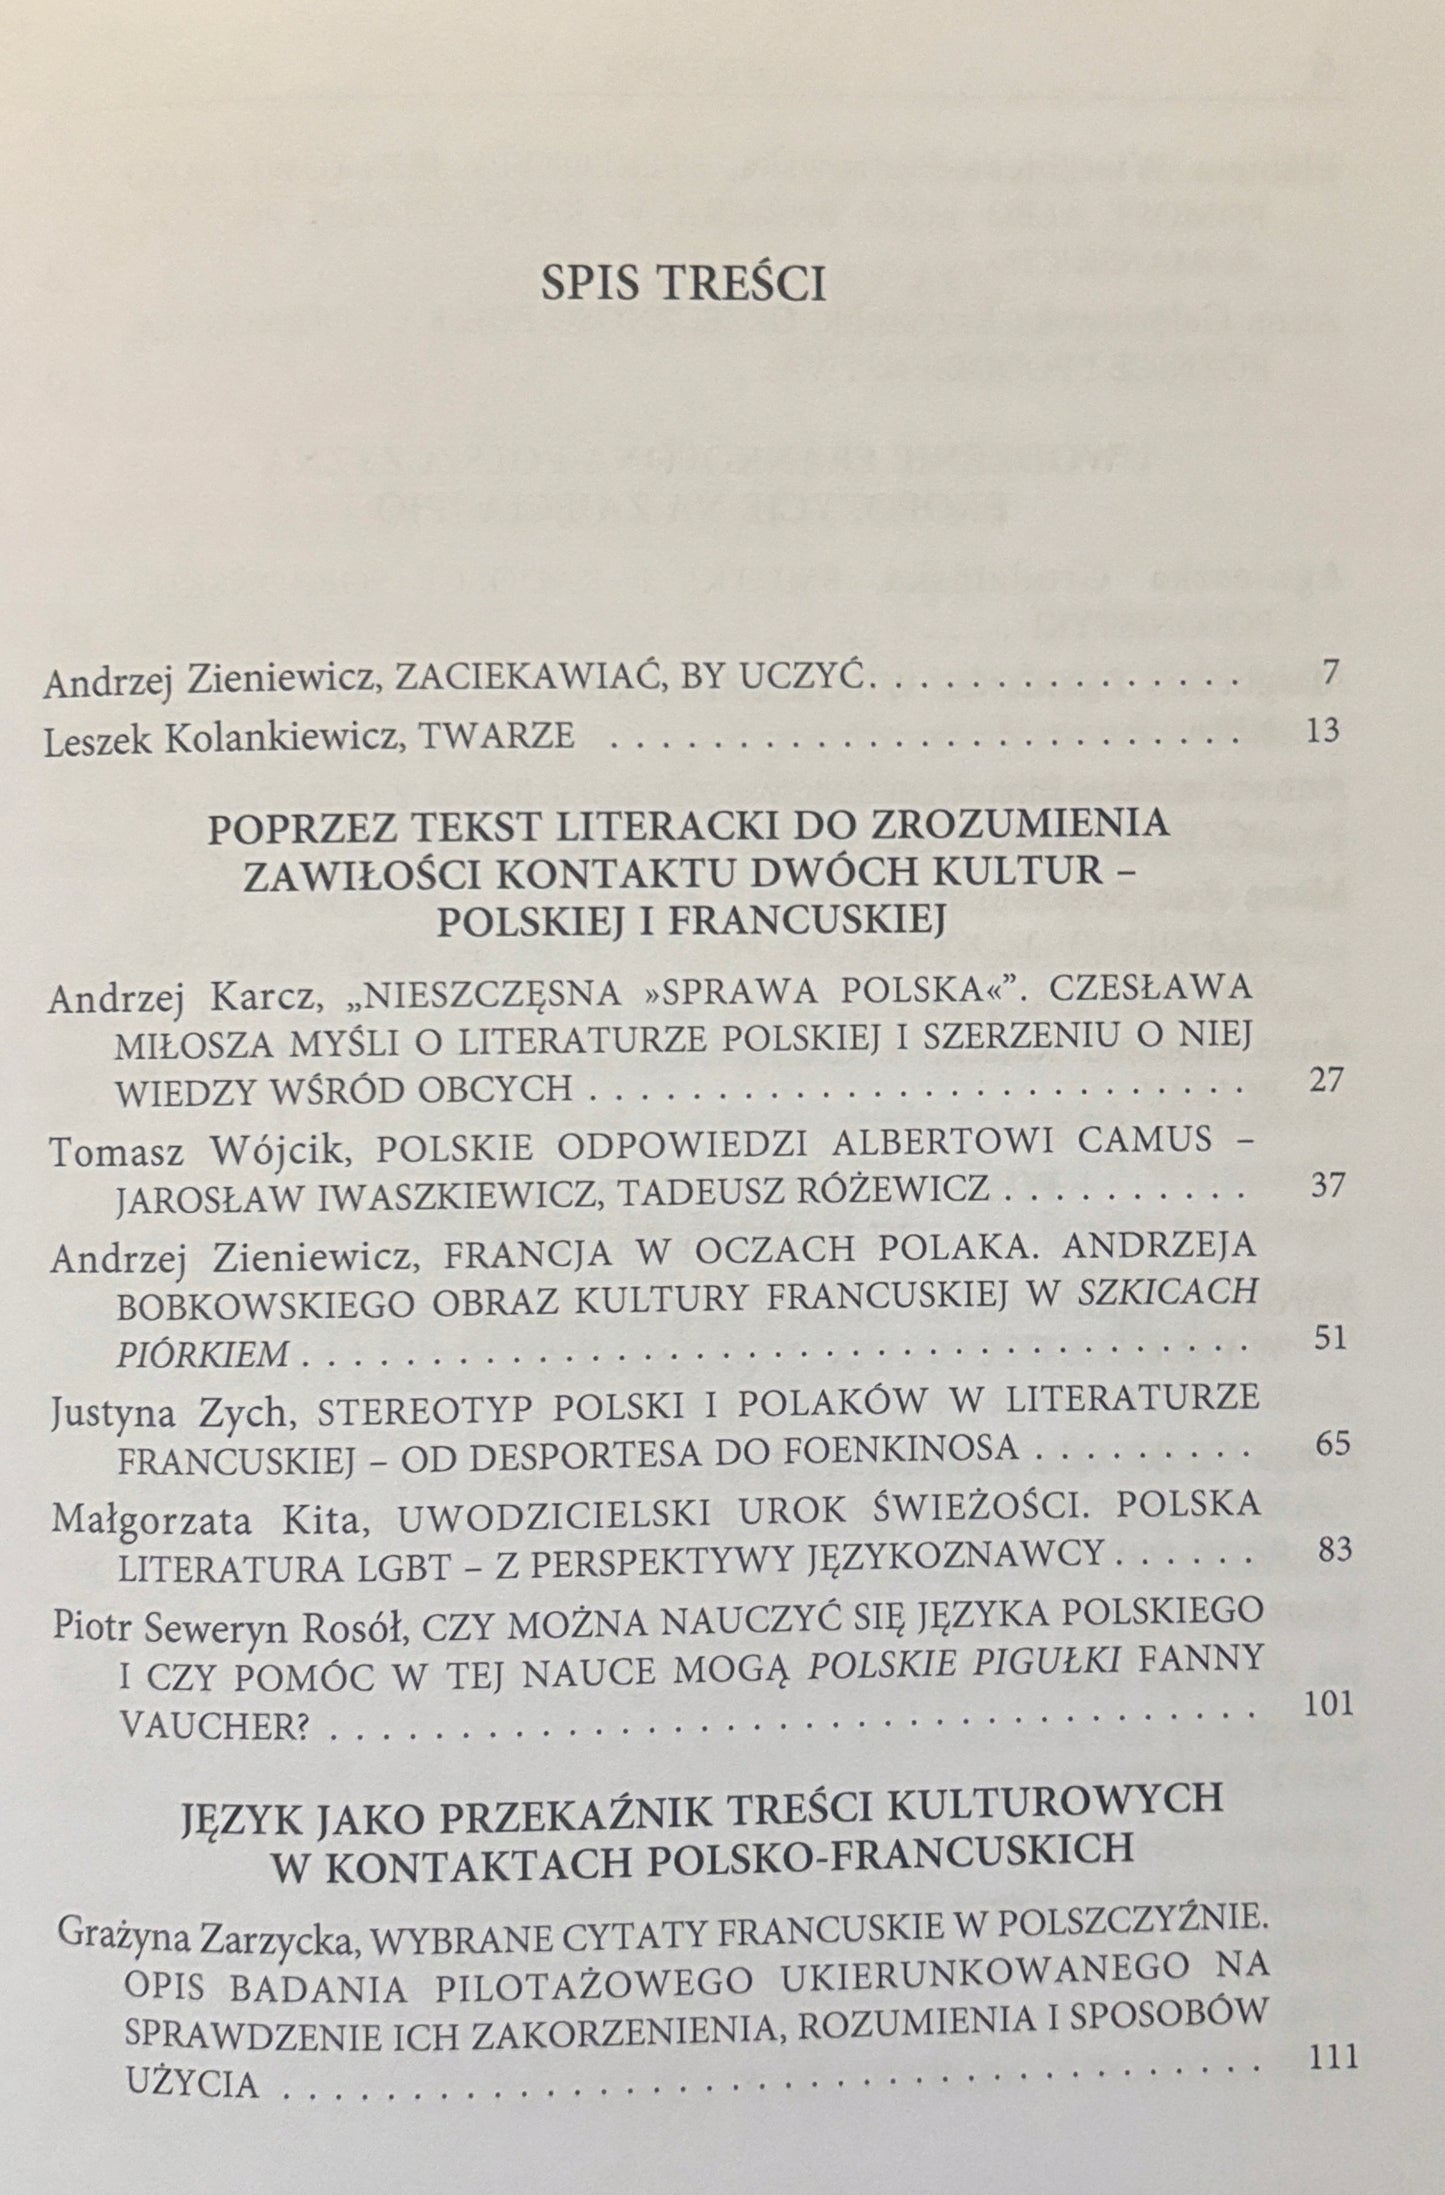 SPIS TREŚCI
Andrzej Zieniewicz, ZACIEKAWIAĆ, BY UCZYĆ. . . . . . . . . . . . . . . 7
Leszek Kolankiewicz, TWARZE . . . . . . . . . . . . . . . . . . . . . . . . . 13
POPRZEZ TEKST LITERACKI DO ZROZUMIENIA
ZAWIŁOŚCI KONTAKTU DWÓCH KULTUR –
POLSKIEJ I FRANCUSKIEJ
Andrzej Karcz, „NIESZCZĘSNA »SPRAWA POLSKA«”. CZESŁAWA
MIŁOSZA MYŚLI O LITERATURZE POLSKIEJ I SZERZENIU O NIEJ
WIEDZY WŚRÓD OBCYCH . . . . . . . . . . . . . . . . . . . . . . . . . . 27
Tomasz Wójcik, POLSKIE ODPOWIEDZI ALBERTOWI CAMUS –
JAROSŁAW IWASZKIEWICZ, TADEUSZ RÓŻEWICZ . . . . . . . . . . 37
Andrzej Zieniewicz, FRANCJA W OCZACH POLAKA. ANDRZEJA
BOBKOWSKIEGO OBRAZ KULTURY FRANCUSKIEJ W SZKICACH
PIÓRKIEM . . . . . . . . . . . . . . . . . . . . . . . . . . . . . . . . . . . . . 51
Justyna Zych, STEREOTYP POLSKI I POLAKÓW W LITERATURZE
FRANCUSKIEJ – OD DESPORTESA DO FOENKINOSA . . . . . . . . . 65
Małgorzata Kita, UWODZICIELSKI UROK ŚWIEŻOŚCI. POLSKA
LITERATURA LGBT – Z PERSPEKTYWY JĘZYKOZNAWCY . . . . . . 83
Piotr Seweryn Rosół, CZY MOŻNA NAUCZYĆ SIĘ JĘZYKA POLSKIEGO
I CZY POMÓC W TEJ NAUCE MOGĄ POLSKIE PIGUŁKI FANNY
VAUCHER? . . . . . . . . . . . . . . . . . . . . . . . . . . . . . . . . . . . . 101
JĘZYK JAKO PRZEKAŹNIK TREŚCI KULTUROWYCH
W KONTAKTACH POLSKO-FRANCUSKICH
Grażyna Zarzycka, WYBRANE CYTATY FRANCUSKIE W POLSZCZYŹNIE.
OPIS BADANIA PILOTAŻOWEGO UKIERUNKOWANEGO NA
SPRAWDZENIE ICH ZAKORZENIENIA, ROZUMIENIA I SPOSOBÓW
UŻYCIA . . . . . . . . . . . . . . . . . . . . . . . . . . . . . . . . . . . . . . 111